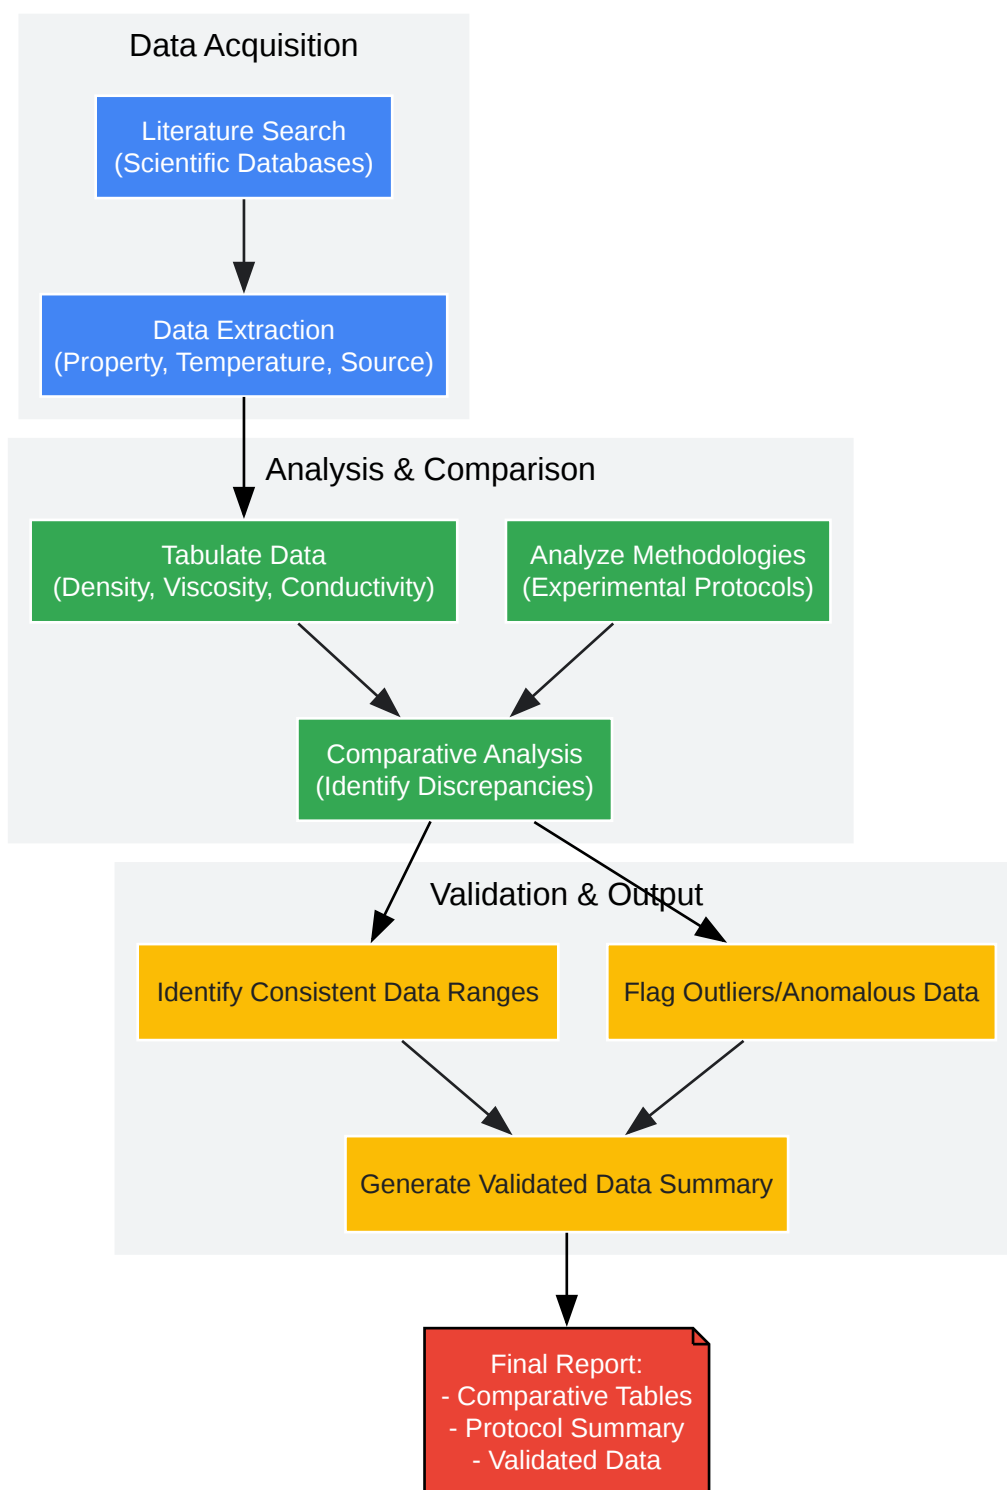 Data Acquisition
Literature Search
(Scientific Databases)
Data Extraction
(Property, Temperature, Source)
Analysis & Comparison
Tabulate Data
(Density, Viscosity, Conductivity)
Analyze Methodologies
(Experimental Protocols)
Comparative Analysis
(Identify Discrepancies)
Validation & Output
Identify Consistent Data Ranges
Flag Outliers/Anomalous Data
Generate Validated Data Summary
Final Report:
- Comparative Tables
- Protocol Summary
- Validated Data